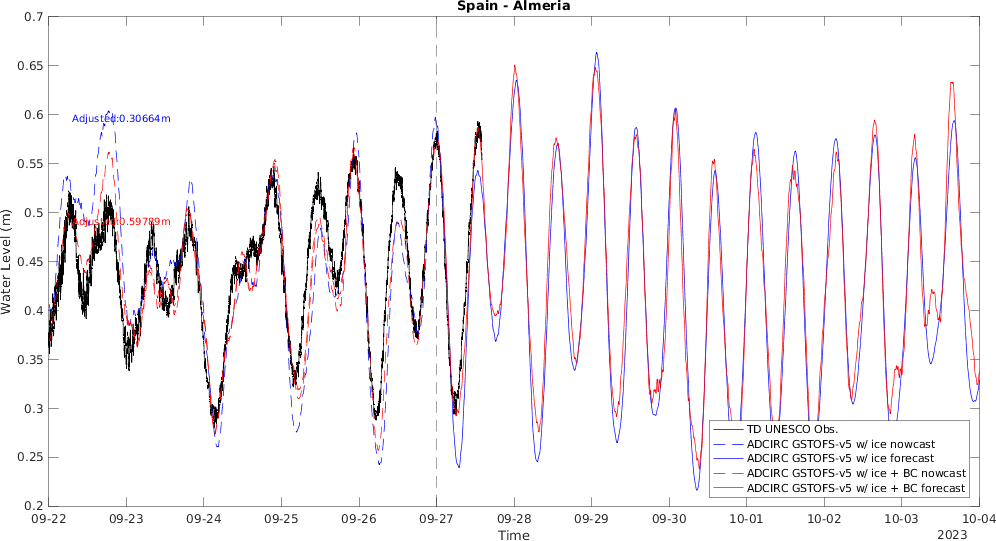 Spain - Almeria
0.7
0.65
0.6
0.55
0.5
0.45
0.4
0.35
0.3
0.25
0.2
Water Level (m)
Adjusted:0.30664m
Adjusted:0.59789m
TD UNESCO Obs.
ADCIRC GSTOFS-v5 w/ ice nowcast
ADCIRC GSTOFS-v5 w/ ice forecast
ADCIRC GSTOFS-v5 w/ ice + BC nowcast
ADCIRC GSTOFS-v5 w/ ice + BC forecast
09-22 09-23 09-24 09-25 09-26 09-27 09-28 09-29 09-30 10-01 10-02 10-03 10-04
Time
2023